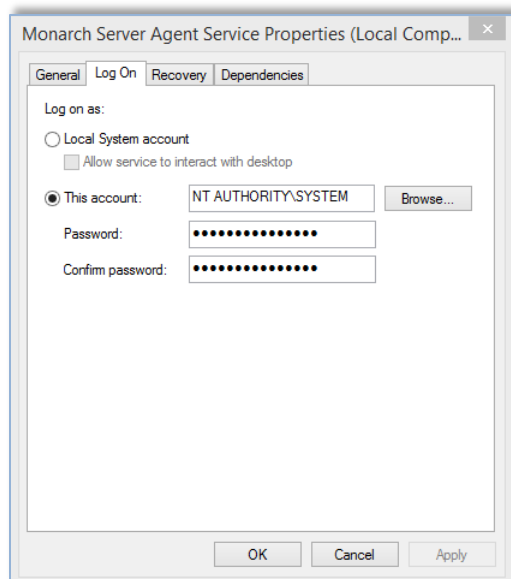 Monarch Server Agent Service Properties (Local Comp...
General Log On Recovery Dependencies
Log on as:
Local System account
Allow service to interact with desktop
This account: NT AUTHORITY\SYSTEM Browse...
Password: •••••••••••••••
Confirm password: •••••••••••••••
OK Cancel Apply